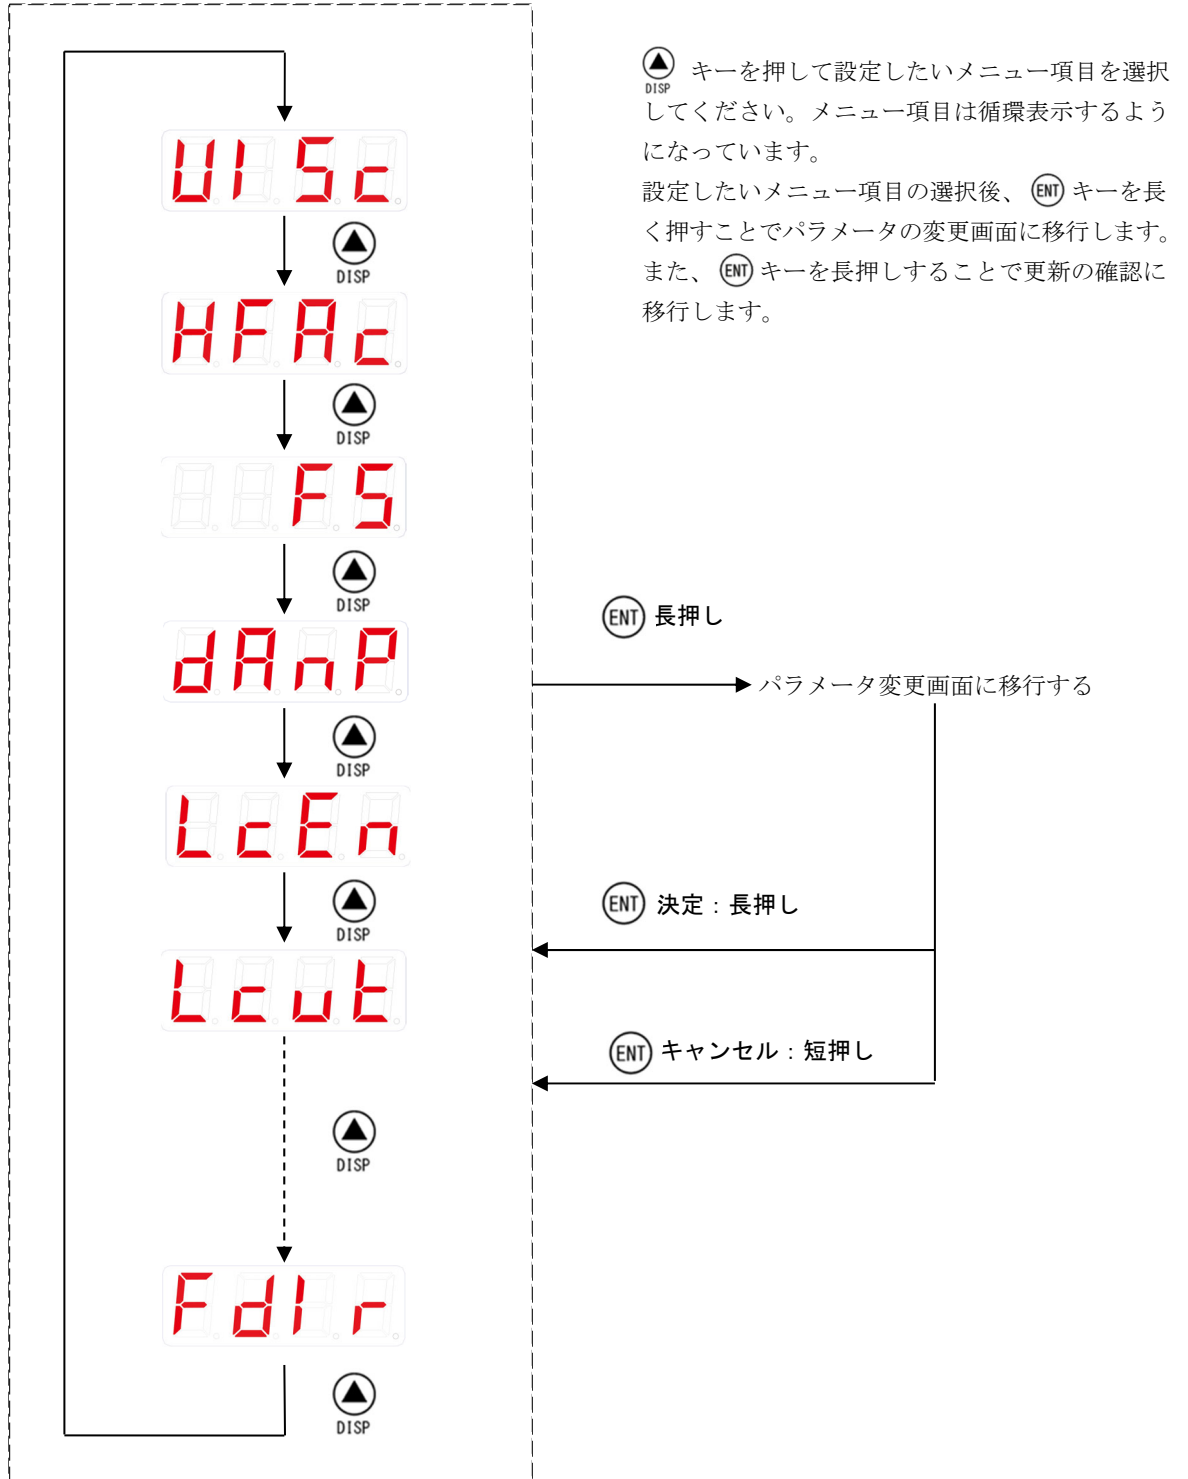 DISP キーを押して設定したいメニュー項目を選択
してください。メニュー項目は循環表示するよう
になっています。
設定したいメニュー項目の選択後、 ENT キーを長
く押すことでパラメータの変更画面に移行します。
また、 ENT キーを長押しすることで更新の確認に
移行します。
VISc
DISP
HFAc
DISP
FS
DISP
dAnP
DISP
LcEn
DISP
Lcut
DISP
FdIr
DISP
ENT 長押し
パラメータ変更画面に移行する
ENT 決定：長押し
ENT キャンセル：短押し